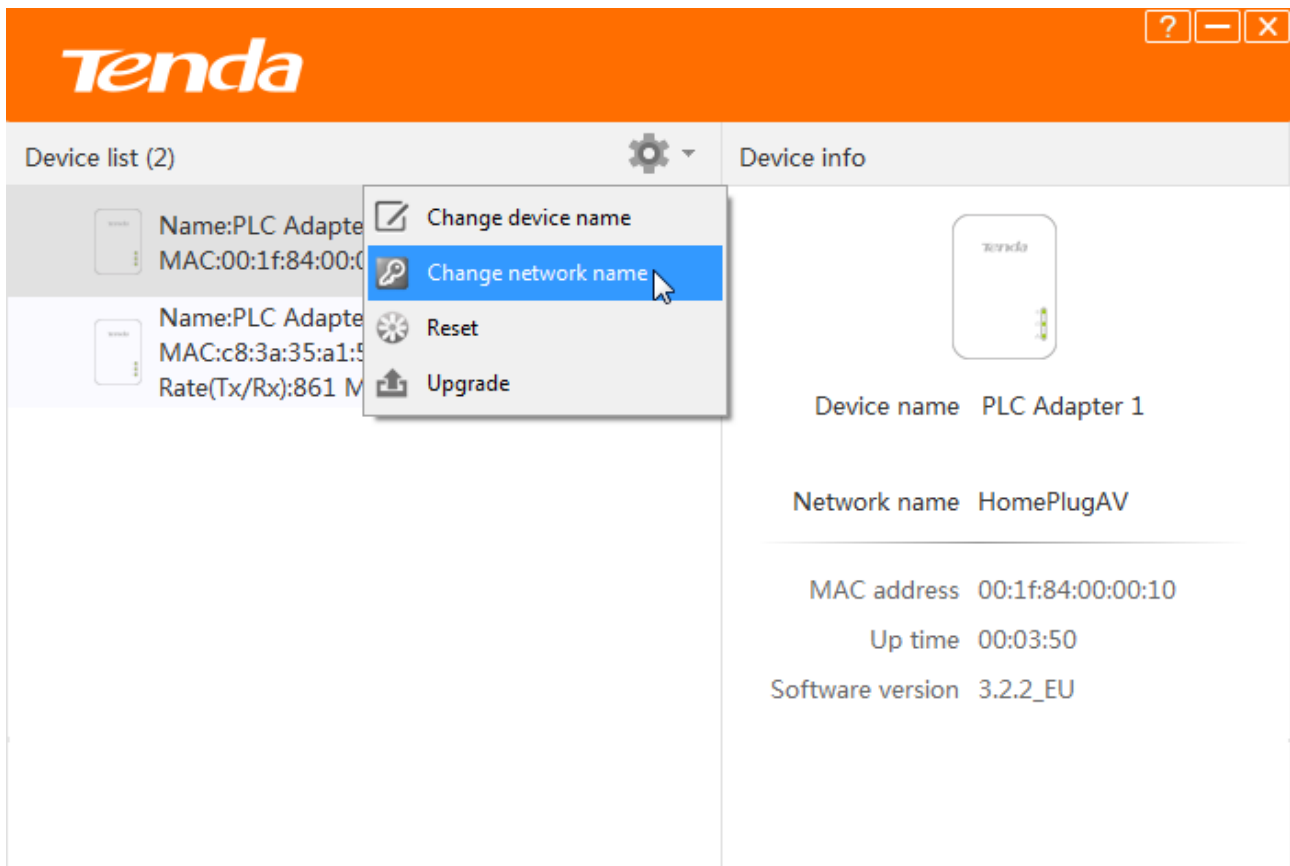 Tenda
Device list (2)
Device info
Name:PLC Adapte
MAC:00:1f:84:00:0
Name:PLC Adapte
MAC:c8:3a:35:a1:5
Rate(Tx/Rx):861 M
Change device name
Change network name
Reset
Upgrade
Tenda
Device name PLC Adapter 1
Network name HomePlugAV
MAC address 00:1f:84:00:00:10
Up time 00:03:50
Software version 3.2.2_EU